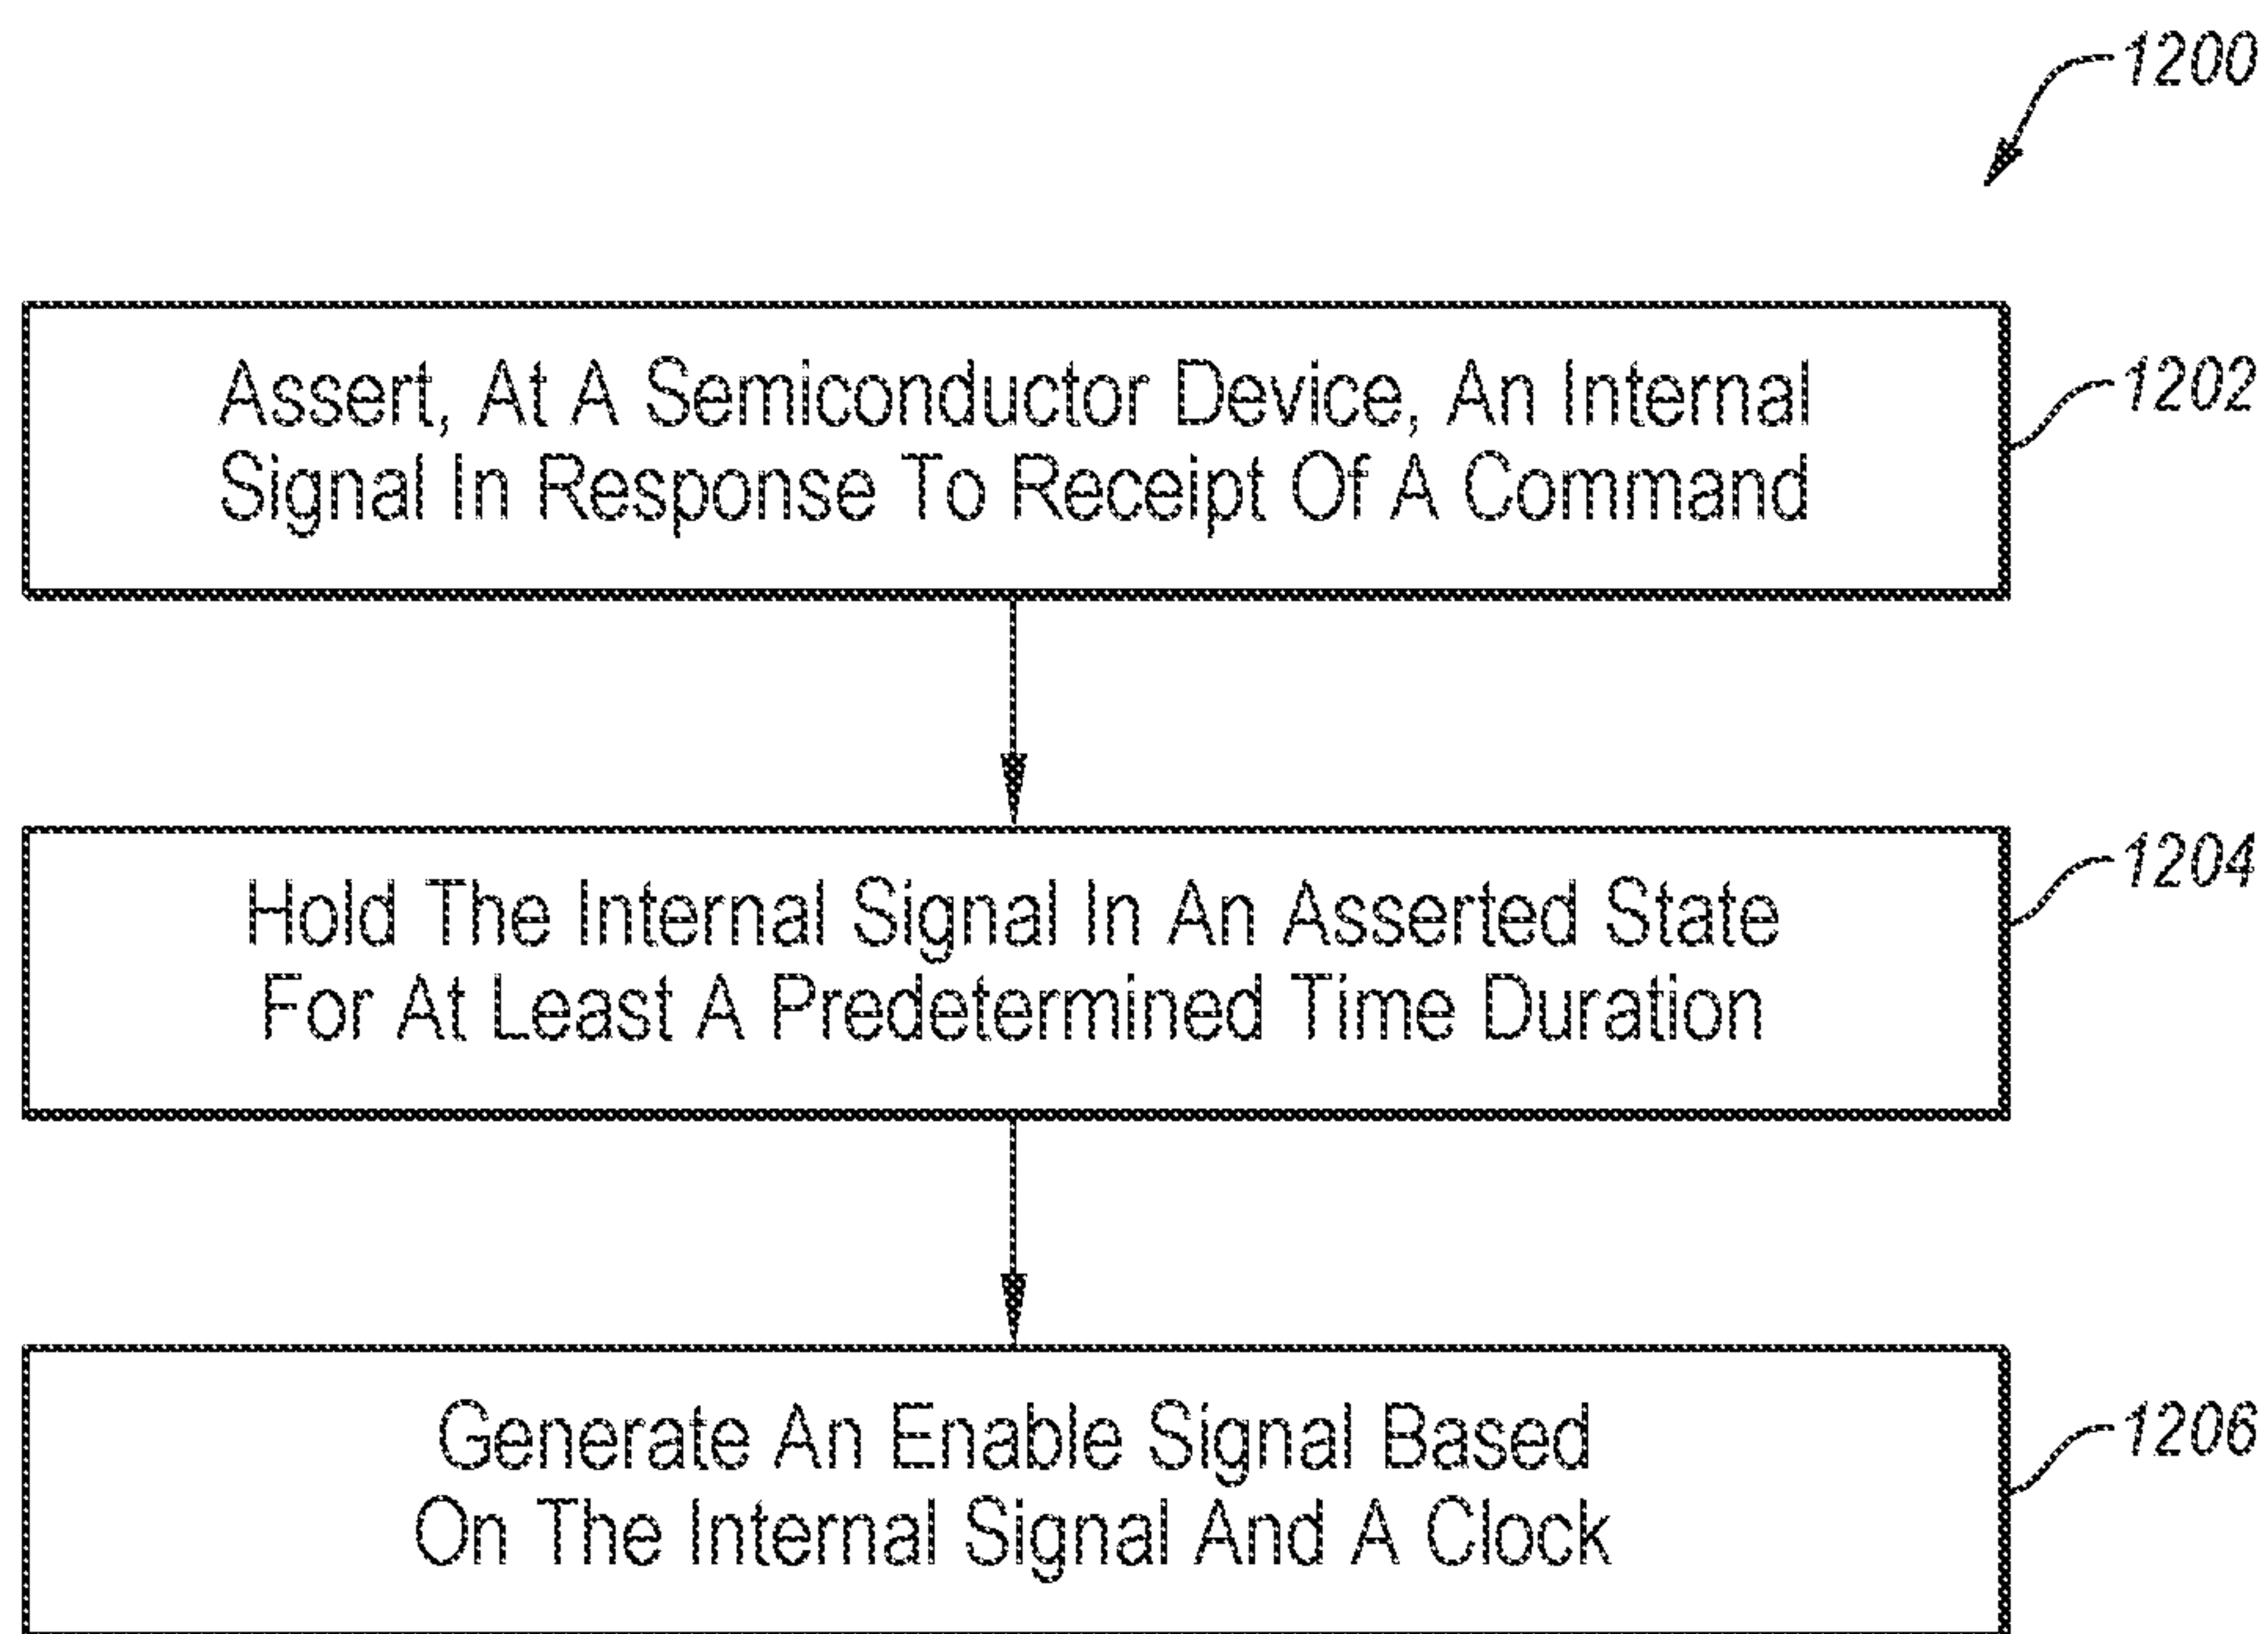 1200
Assert, At A Semiconductor Device, An Internal
Signal In Response To Receipt Of A Command
1202
Hold The Internal Signal In An Asserted State
For At Least A Predetermined Time Duration
1204
Generate An Enable Signal Based
On The Internal Signal And A Clock
1206